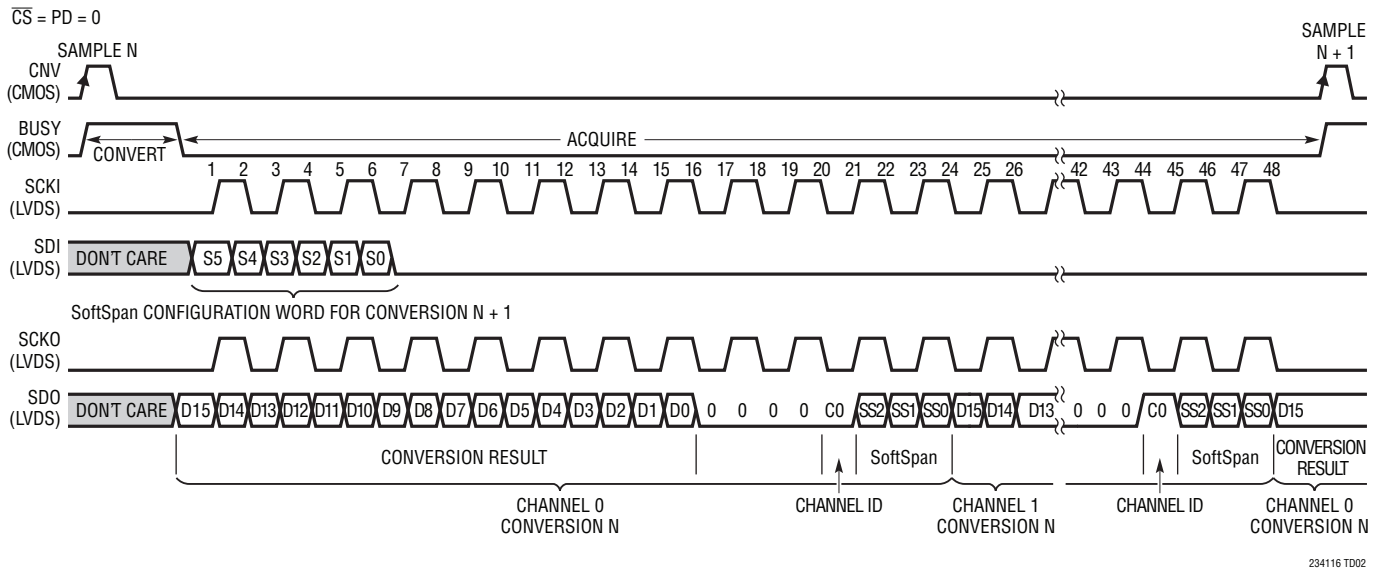 CS = PD = 0
SAMPLE N
SAMPLE
N + 1
CNV
(CMOS)
BUSY
(CMOS)
CONVERT
ACQUIRE
1 2 3 4 5 6 7 8 9 10 11 12 13 14 15 16 17 18 19 20 21 22 23 24 25 26 42 43 44 45 46 47 48
SCKI
(LVDS)
SDI
(LVDS)
DON'T CARE S5 S4 S3 S2 S1 S0
SoftSpan CONFIGURATION WORD FOR CONVERSION N + 1
SCKO
(LVDS)
SDO
(LVDS)
DON'T CARE D15 D14 D13 D12 D11 D10 D9 D8 D7 D6 D5 D4 D3 D2 D1 D0 0 0 0 0 C0 SS2 SS1 SS0 D15 D14 D13 0 0 0 C0 SS2 SS1 SS0 D15
CONVERSION RESULT
SoftSpan
SoftSpan
CONVERSION
RESULT
CHANNEL 0
CONVERSION N
CHANNEL ID
CHANNEL 1
CONVERSION N
CHANNEL ID
CHANNEL 0
CONVERSION N
234116 TD02